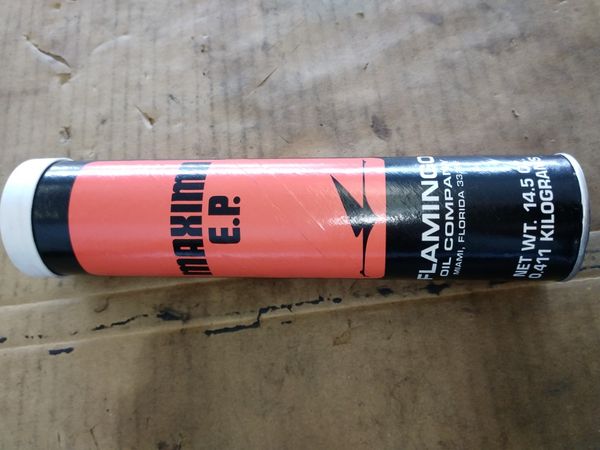 E.P.
FLAMINGO
OIL COMPANY
MIAMI, FLORIDA
NET WT. 14.5
0.411 KILOGRAMS